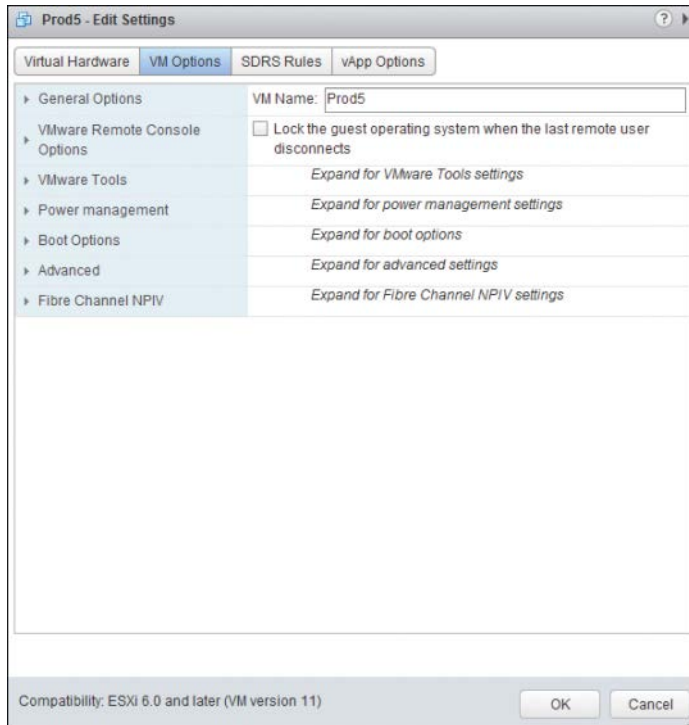 Prod5 - Edit Settings
?
Virtual Hardware VM Options SDRS Rules vApp Options
General Options VM Name: Prod5
VMware Remote Console Options Lock the guest operating system when the last remote user disconnects
VMware Tools Expand for VMware Tools settings
Power management Expand for power management settings
Boot Options Expand for boot options
Advanced Expand for advanced settings
Fibre Channel NPIV Expand for Fibre Channel NPIV settings
Compatibility: ESXi 6.0 and later (VM version 11) OK Cancel